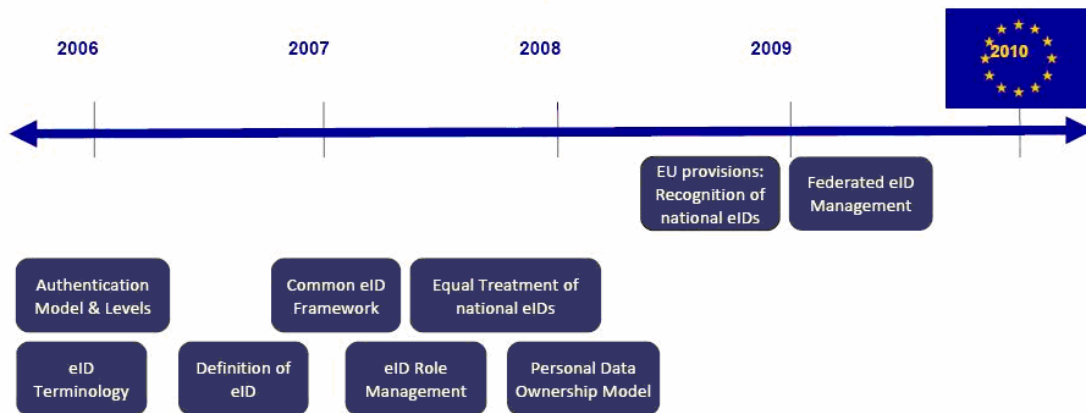 2006
2007
2008
2009
2010
EU provisions:
Recognition of
national eIDs
Federated eID
Management
Authentication
Model & Levels
Common eID
Framework
Equal Treatment of
national eIDs
eID
Terminology
Definition of
eID
eID Role
Management
Personal Data
Ownership Model